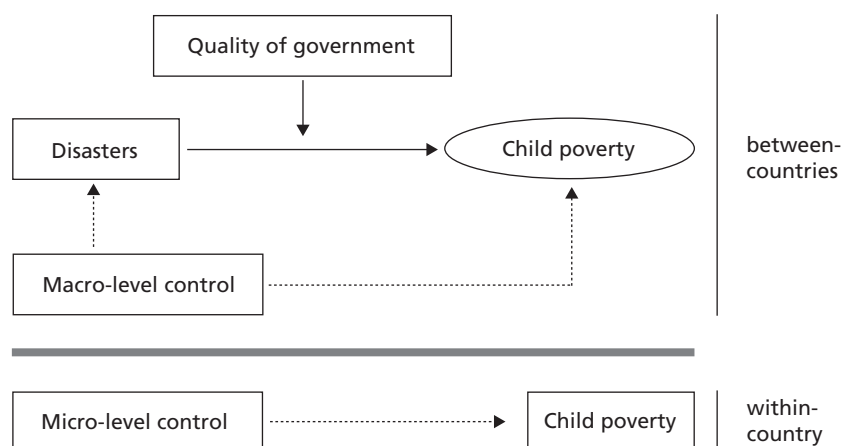 Quality of government
Disasters
Child poverty
between-
countries
Macro-level control
Micro-level control
Child poverty
within-
country